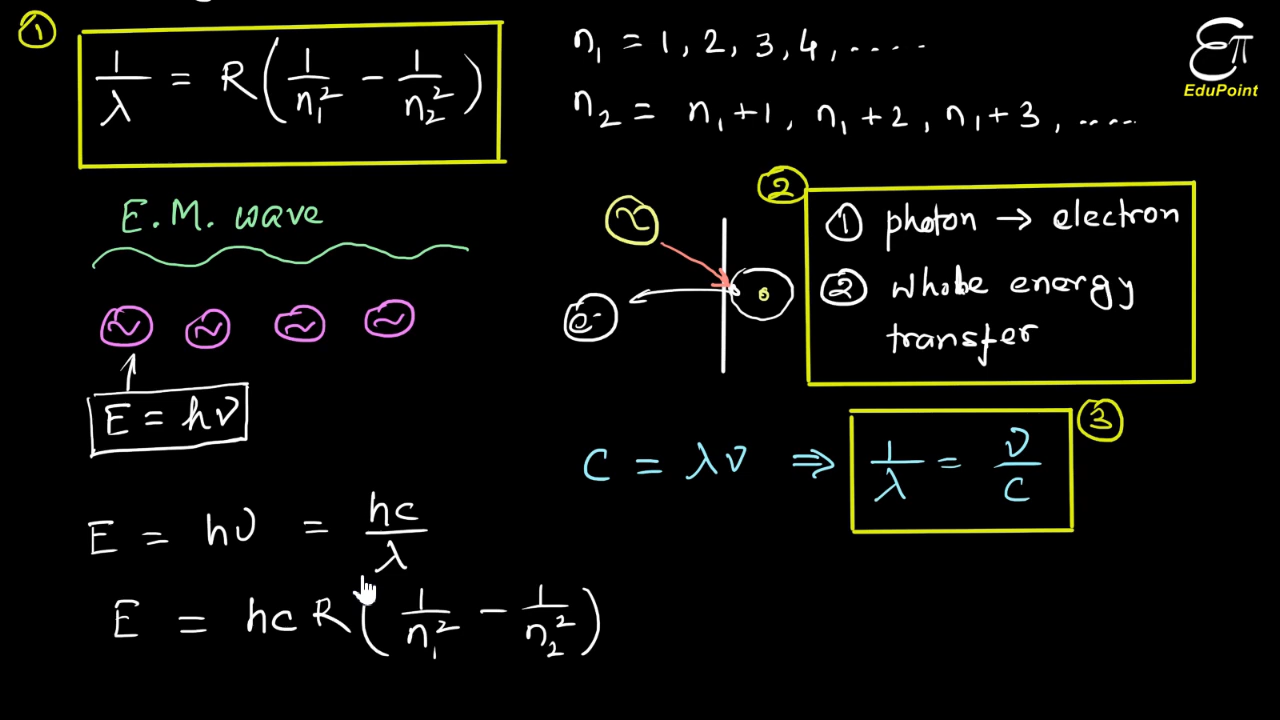 ①
1/λ = R(1/n₁² − 1/n₂²)
n₁ = 1, 2, 3, 4, ....
n₂ = n₁+1, n₁+2, n₁+3, .....
Eπ
EduPoint
E.M. wave
~ ~ ~ ~
E = hν
~
e-
②
① photon → electron
② whole energy
transfer
C = λν ⇒ 1/λ = ν/C
③
E = hν = hc/λ
E = hcR(1/n₁² − 1/n₂²)